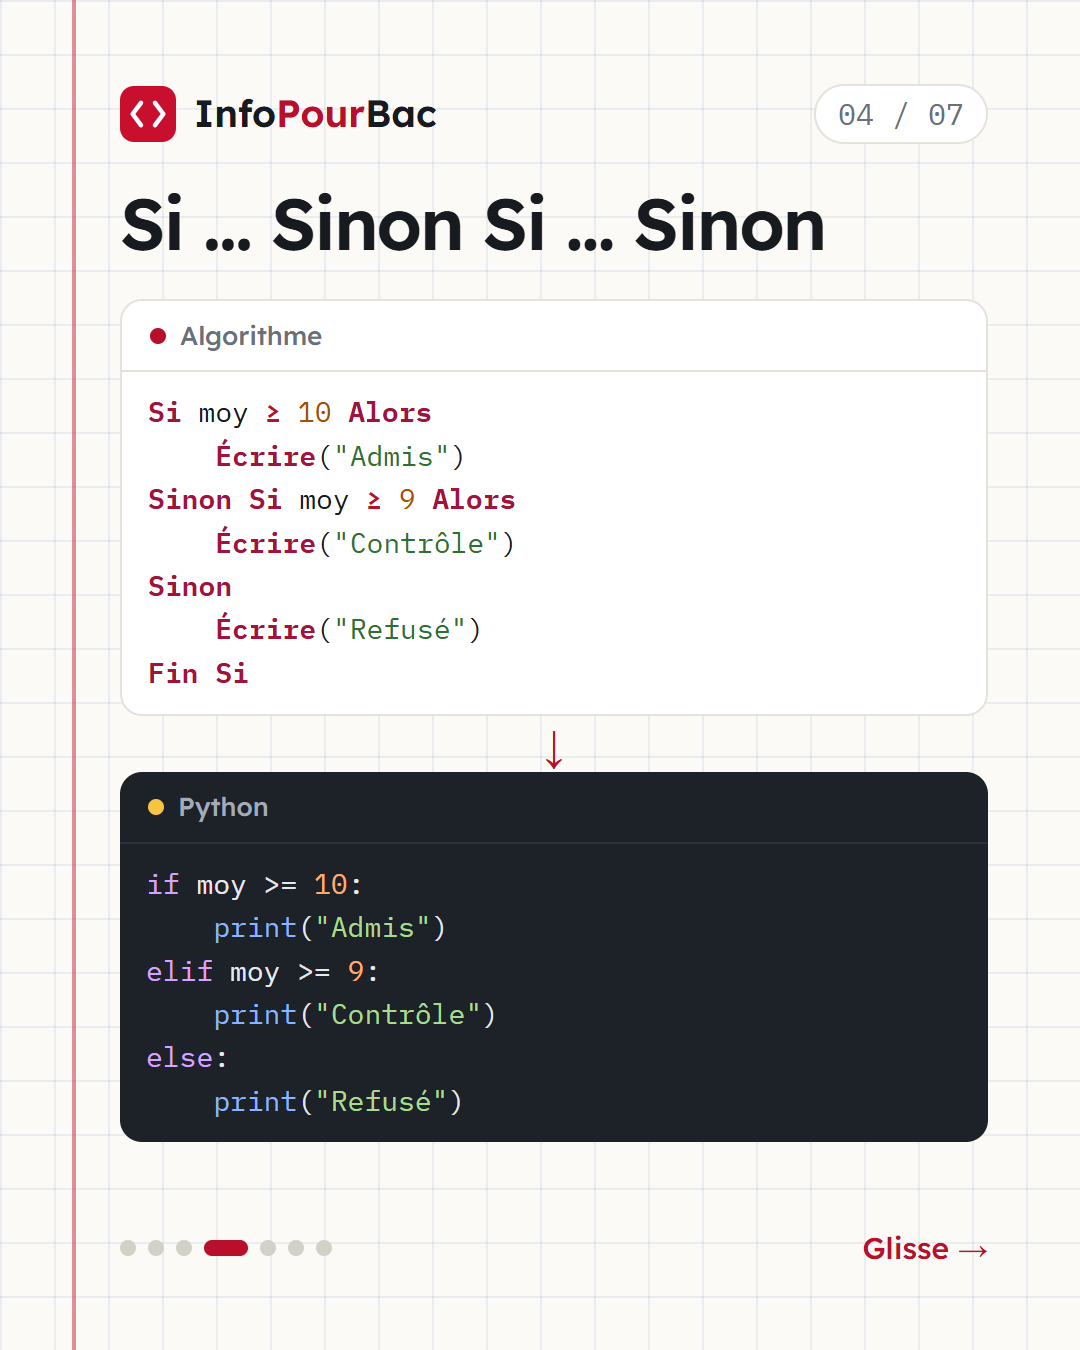 InfoPourBac
04 / 07
Si ... Sinon Si ... Sinon
Algorithme
Si moy ≥ 10 Alors
    Écrire("Admis")
Sinon Si moy ≥ 9 Alors
    Écrire("Contrôle")
Sinon
    Écrire("Refusé")
Fin Si
↓
Python
if moy >= 10:
    print("Admis")
elif moy >= 9:
    print("Contrôle")
else:
    print("Refusé")
Glisse →